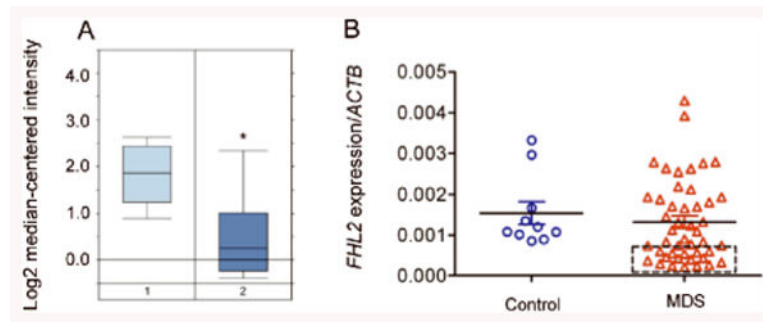 A
Log2 median-centered intensity
4.0
3.0
2.0
1.0
0.0
*
1
2
B
FHL2 expression/ACTB
0.005
0.004
0.003
0.002
0.001
0.000
Control
MDS